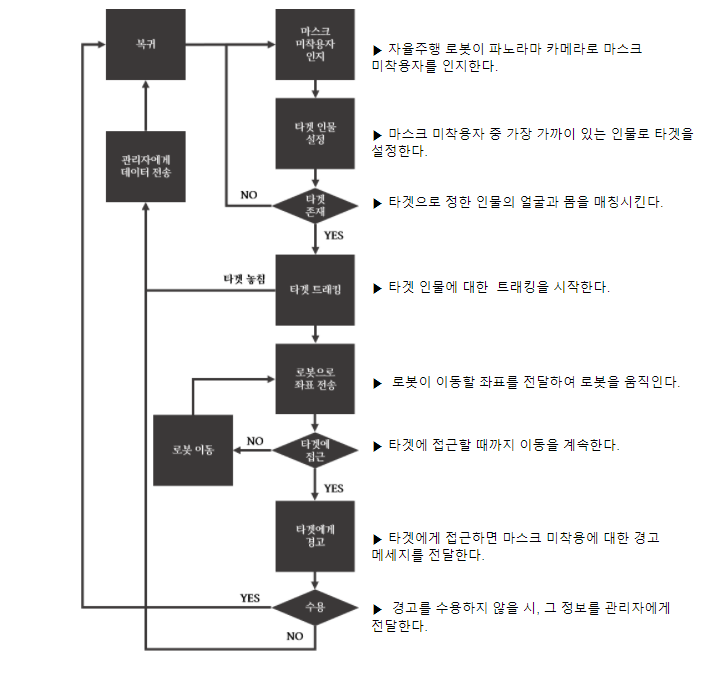 복귀
마스크
미착용자
인지
▶ 자율주행 로봇이 파노라마 카메라로 마스크
미착용자를 인지한다.
타겟 인물
설정
▶ 마스크 미착용자 중 가장 가까이 있는 인물로 타겟을
설정한다.
관리자에게
데이터 전송
NO
타겟
존재
▶ 타겟으로 정한 인물의 얼굴과 몸을 매칭시킨다.
YES
타겟 놓침
타겟 트래킹
▶ 타겟 인물에 대한 트래킹을 시작한다.
로봇으로
좌표 전송
▶ 로봇이 이동할 좌표를 전달하여 로봇을 움직인다.
로봇 이동
NO
타겟에
접근
▶ 타겟에 접근할 때까지 이동을 계속한다.
YES
타겟에게
경고
▶ 타겟에게 접근하면 마스크 미착용에 대한 경고
메세지를 전달한다.
YES
수용
▶ 경고를 수용하지 않을 시, 그 정보를 관리자에게
전달한다.
NO